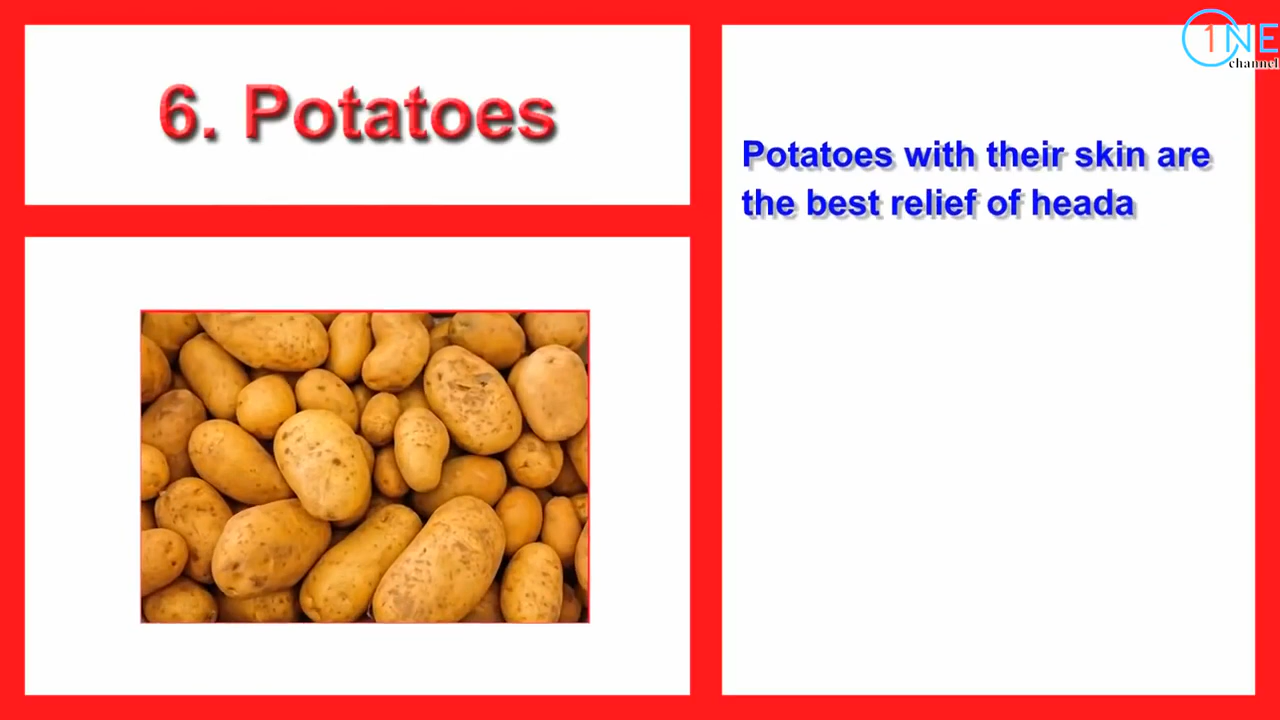 6. Potatoes
Potatoes with their skin are
the best relief of heada
1NE
channel